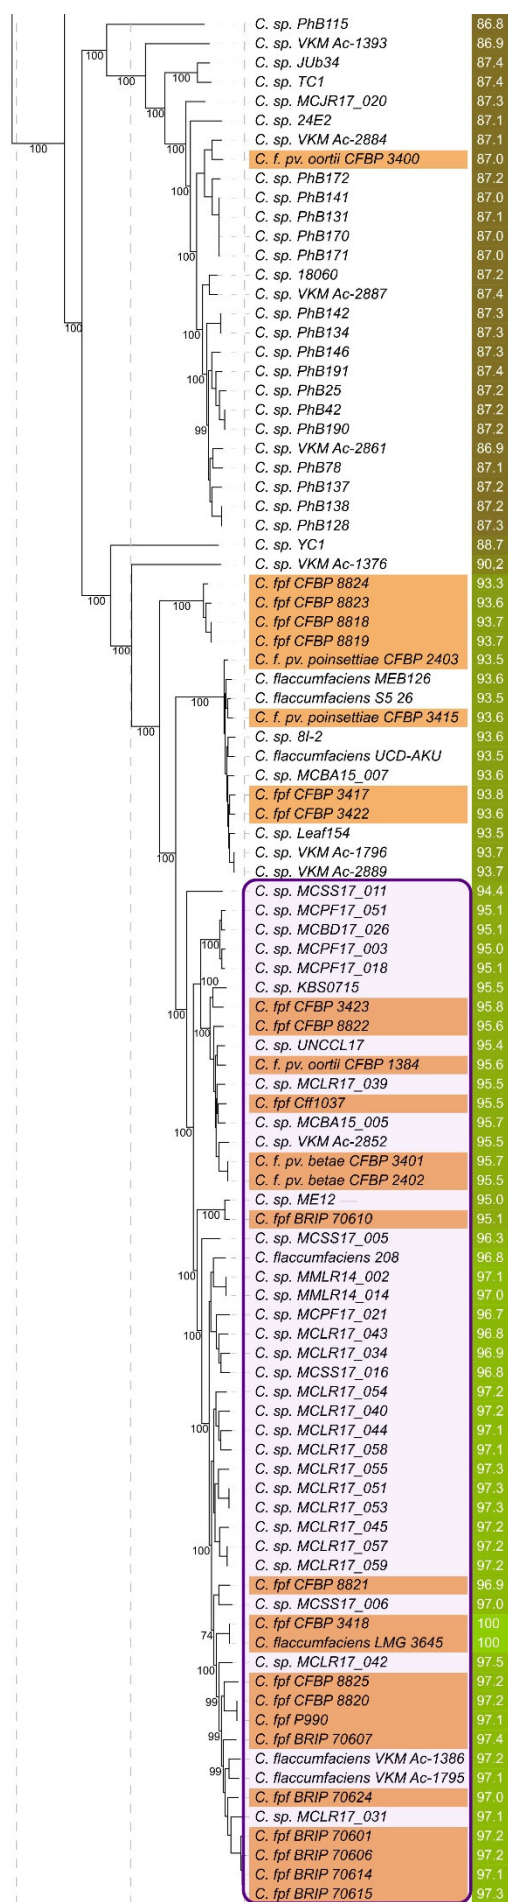 C. sp. PhB115 86.8
C. sp. VKM Ac-1393 86.9
C. sp. JUb34 87.4
C. sp. TC1 87.4
C. sp. MCJR17_020 87.3
C. sp. 24E2 87.1
C. sp. VKM Ac-2884 87.1
100 C. f. pv. oortii CFBP 3400 87.0
C. sp. PhB172 87.2
C. sp. PhB141 87.0
C. sp. PhB131 87.1
C. sp. PhB170 87.0
C. sp. PhB171 87.0
C. sp. 18060 87.2
C. sp. VKM Ac-2887 87.4
C. sp. PhB142 87.3
100 C. sp. PhB134 87.3
C. sp. PhB146 87.3
100 C. sp. PhB191 87.4
C. sp. PhB25 87.2
C. sp. PhB42 87.2
99 C. sp. PhB190 87.2
C. sp. VKM Ac-2861 86.9
C. sp. PhB78 87.1
C. sp. PhB137 87.2
C. sp. PhB138 87.2
C. sp. PhB128 87.3
C. sp. YC1 88.7
C. sp. VKM Ac-1376 90,2
100 C. fpf CFBP 8824 93.3
100 C. fpf CFBP 8823 93.6
C. fpf CFBP 8818 93.7
C. fpf CFBP 8819 93.7
C. f. pv. poinsettiae CFBP 2403 93.5
C. flaccumfaciens MEB126 93.6
C. flaccumfaciens S5_26 93.5
100 C. f. pv. poinsettiae CFBP 3415 93.6
100 C. sp. 8I-2 93.6
C. flaccumfaciens UCD-AKU 93.5
C. sp. MCBA15_007 93.6
C. fpf CFBP 3417 93.8
C. fpf CFBP 3422 93.6
C. sp. Leaf154 93.5
C. sp. VKM Ac-1796 93.7
100 C. sp. VKM Ac-2889 93.7
C. sp. MCSS17_011 94.4
C. sp. MCPF17_051 95.1
C. sp. MCBD17_026 95.1
100 C. sp. MCPF17_003 95.0
C. sp. MCPF17_018 95.1
100 C. sp. KBS0715 95.5
C. fpf CFBP 3423 95.8
100 C. fpf CFBP 8822 95.6
C. sp. UNCCL17 95.4
C. f. pv. oortii CFBP 1384 95.6
C. sp. MCLR17_039 95.5
C. fpf Cff1037 95.5
C. sp. MCBA15_005 95.7
100 C. sp. VKM Ac-2852 95.5
C. f. pv. betae CFBP 3401 95.7
C. f. pv. betae CFBP 2402 95.5
C. sp. ME12 95.0
100 C. fpf BRIP 70610 95.1
C. sp. MCSS17_005 96.3
100 C. flaccumfaciens 208 96.8
C. sp. MMLR14_002 97.1
C. sp. MMLR14_014 97.0
C. sp. MCPF17_021 96.7
C. sp. MCLR17_043 96.8
C. sp. MCLR17_034 96.9
C. sp. MCSS17_016 96.8
C. sp. MCLR17_054 97.2
C. sp. MCLR17_040 97.2
100 C. sp. MCLR17_044 97.1
C. sp. MCLR17_058 97.1
C. sp. MCLR17_055 97.3
C. sp. MCLR17_051 97.3
C. sp. MCLR17_053 97.3
C. sp. MCLR17_045 97.2
100 C. sp. MCLR17_057 97.2
C. sp. MCLR17_059 97.2
C. fpf CFBP 8821 96.9
C. sp. MCSS17_006 97.0
C. fpf CFBP 3418 100
74 C. flaccumfaciens LMG 3645 100
100 C. sp. MCLR17_042 97.5
C. fpf CFBP 8825 97.2
99 C. fpf CFBP 8820 97.2
C. fpf P990 97.1
99 C. fpf BRIP 70607 97.4
C. flaccumfaciens VKM Ac-1386 97.2
99 C. flaccumfaciens VKM Ac-1795 97.1
C. fpf BRIP 70624 97.0
C. sp. MCLR17_031 97.1
C. fpf BRIP 70601 97.2
C. fpf BRIP 70606 97.2
C. fpf BRIP 70614 97.1
C. fpf BRIP 70615 97.3